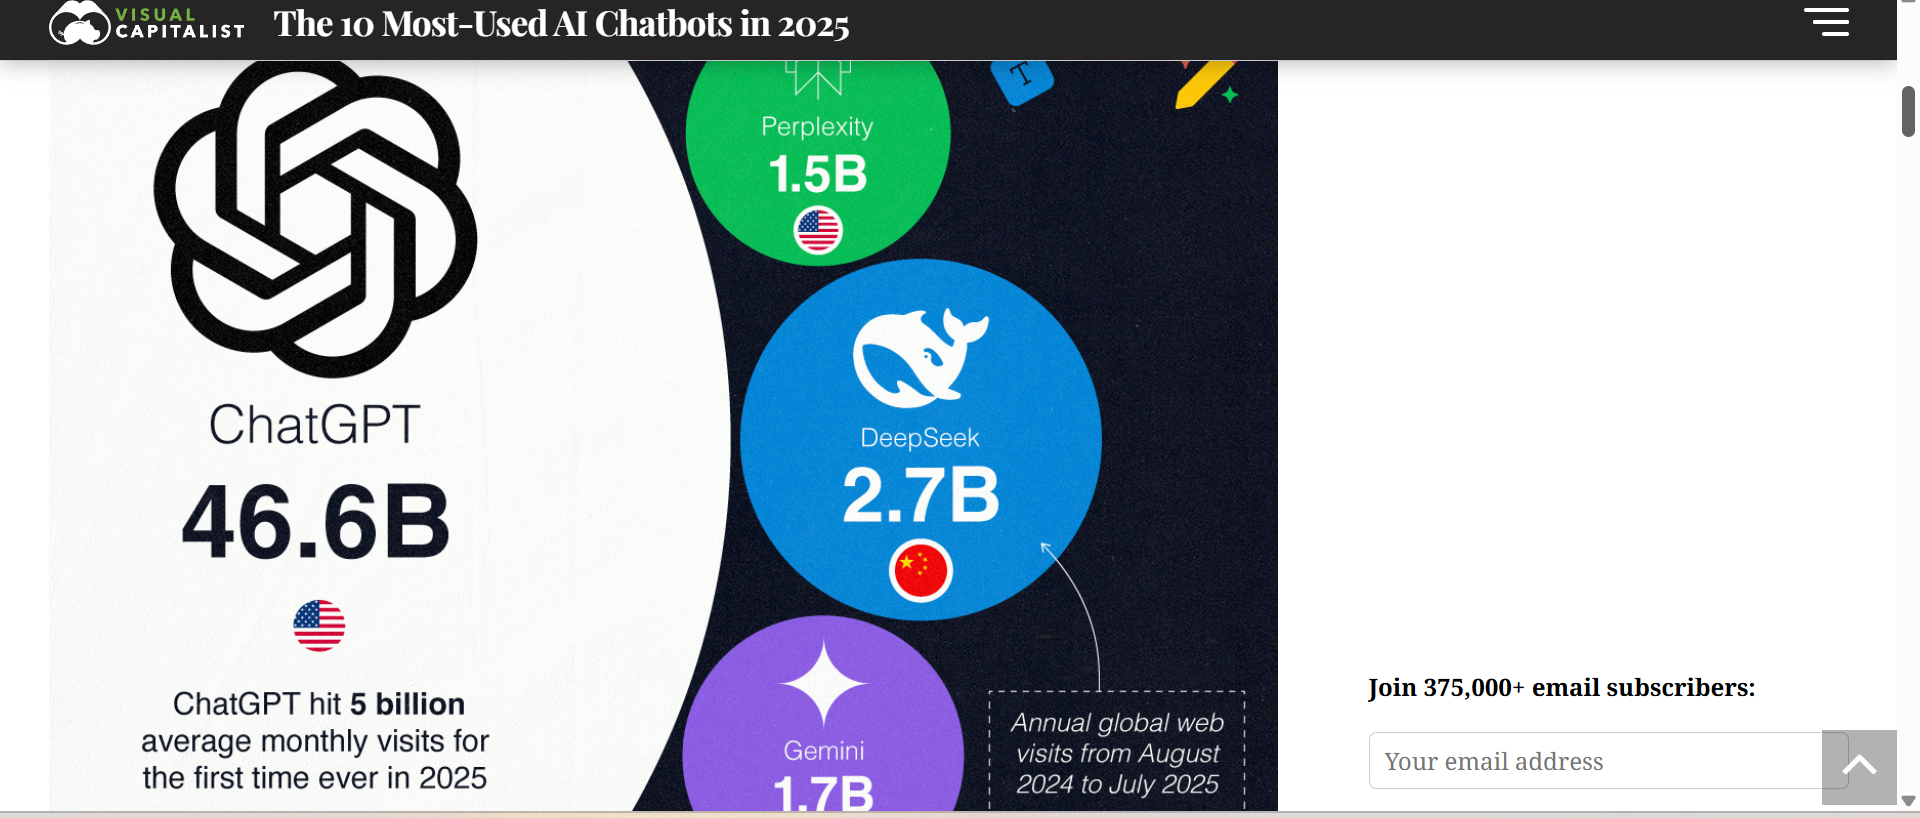 VISUAL
CAPITALIST
The 10 Most-Used AI Chatbots in 2025
T
Perplexity
1.5B
DeepSeek
2.7B
ChatGPT
46.6B
ChatGPT hit 5 billion
average monthly visits for
the first time ever in 2025
Gemini
1.7B
Annual global web
visits from August
2024 to July 2025
Join 375,000+ email subscribers:
Your email address